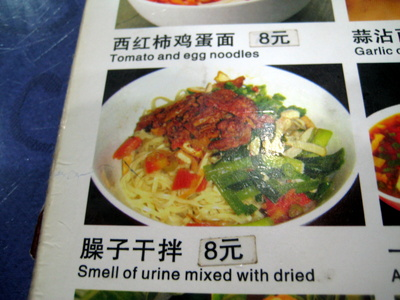 西红柿鸡蛋面 8元
Tomato and egg noodles
蒜沾
Garlic
臊子干拌 8元
Smell of urine mixed with dried